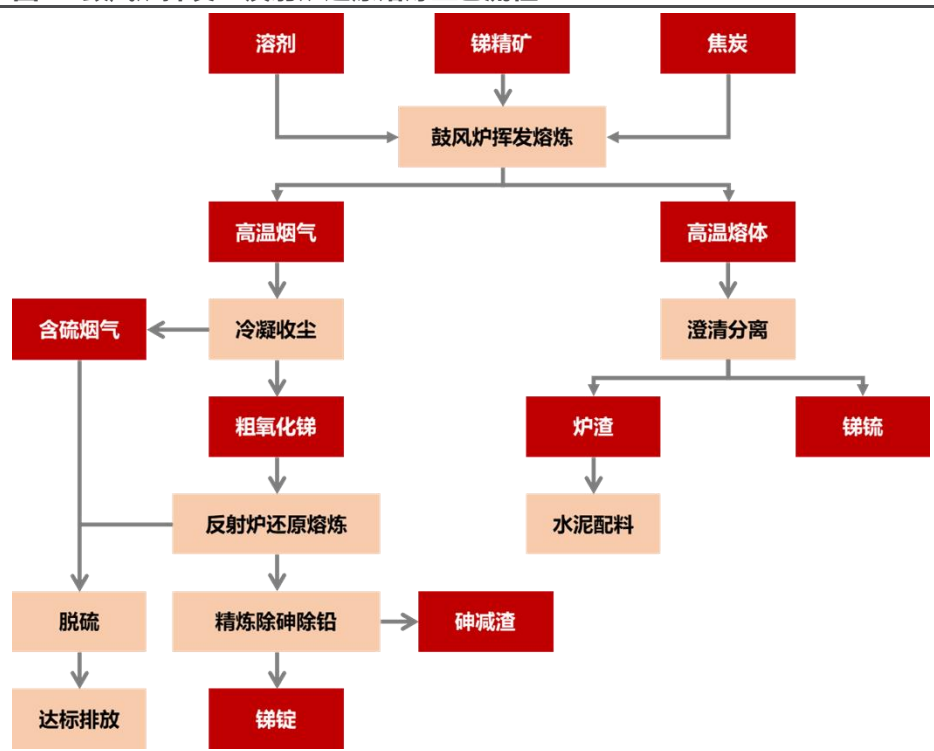 溶剂
锑精矿
焦炭
鼓风炉挥发熔炼
高温烟气
高温熔体
含硫烟气
冷凝收尘
澄清分离
粗氧化锑
炉渣
锑锍
反射炉还原熔炼
水泥配料
脱硫
精炼除砷除铅
砷减渣
达标排放
锑锭